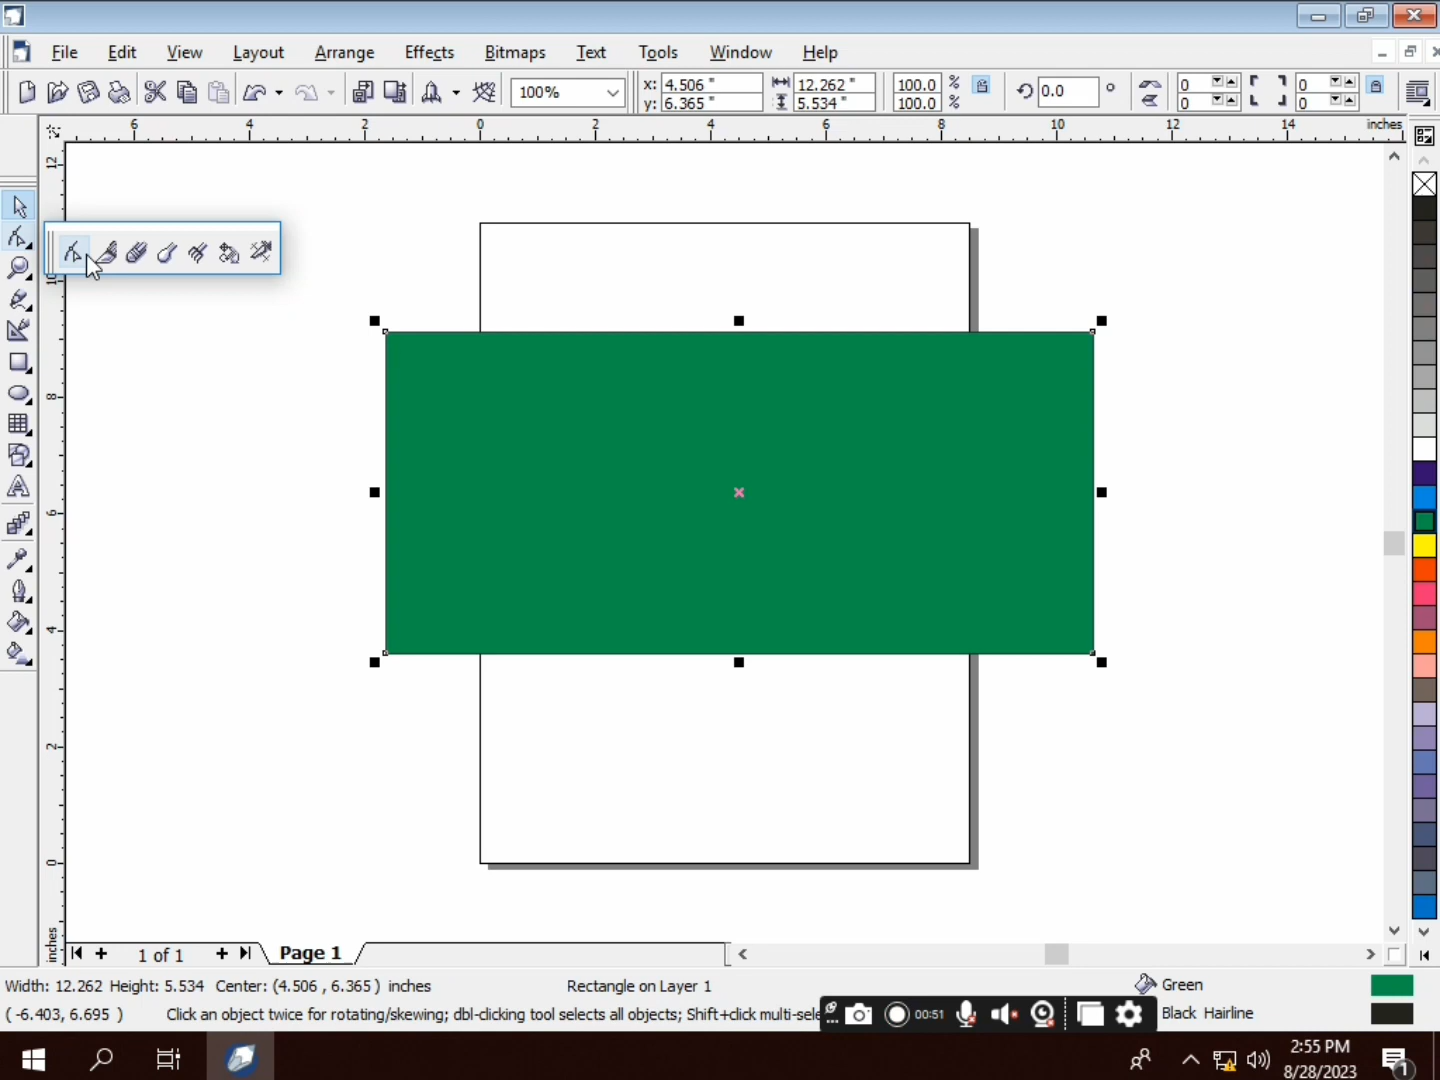 File Edit View Layout Arrange Effects Bitmaps Text Tools Window Help
100% x: 4.506 " 12.262 " 100.0 % 0.0 ° 0 0
y: 6.365 " 5.534 " 100.0 % 0 0
6 4 2 0 2 4 6 8 10 12 14 inches
12
10
8
6
4
2
0
inches
1 of 1 Page 1
Width: 12.262 Height: 5.534 Center: (4.506 , 6.365 ) inches Rectangle on Layer 1 Green
( -6.403, 6.695 ) Click an object twice for rotating/skewing; dbl-clicking tool selects all objects; Shift+click multi-sele 00:51 Black Hairline
2:55 PM
8/28/2023 1